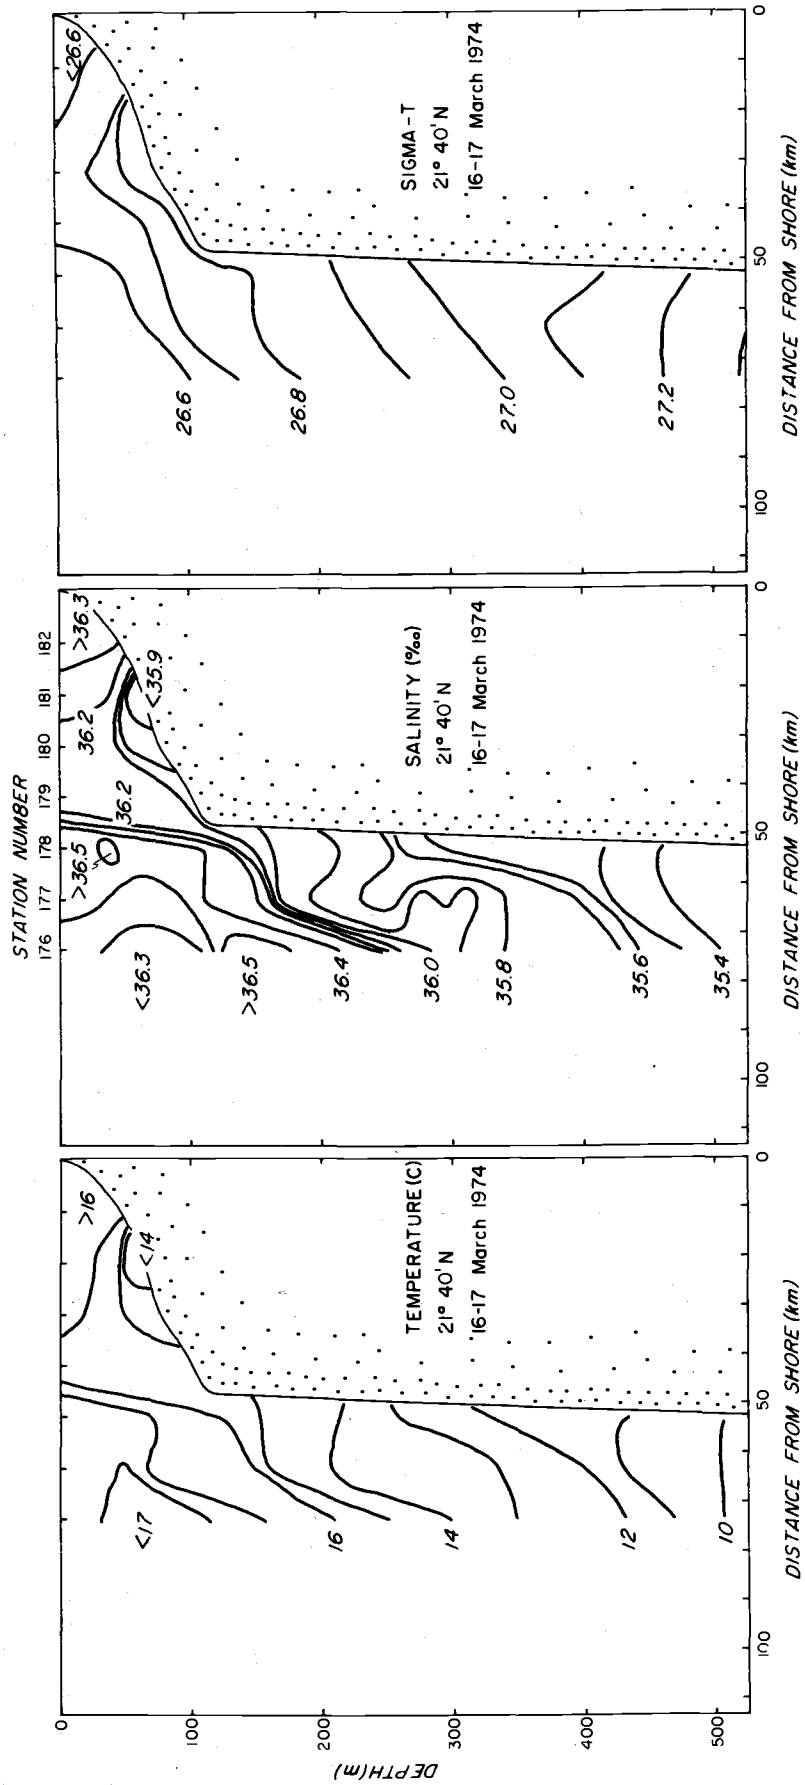 STATION NUMBER
176 177 178 179 180 181 182
DEPTH (m)
0
100
200
300
400
500
>16
<14
<17
16
14
12
10
TEMPERATURE (C)
21° 40' N
16-17 March 1974
100 50 0
DISTANCE FROM SHORE (km)
>36.3
36.2
<35.9
36.2
>36.5
<36.3
>36.5
36.4
36.0
35.8
35.6
35.4
SALINITY (‰)
21° 40' N
16-17 March 1974
100 50 0
DISTANCE FROM SHORE (km)
<26.6
26.6
26.8
27.0
27.2
SIGMA-T
21° 40' N
16-17 March 1974
100 50 0
DISTANCE FROM SHORE (km)